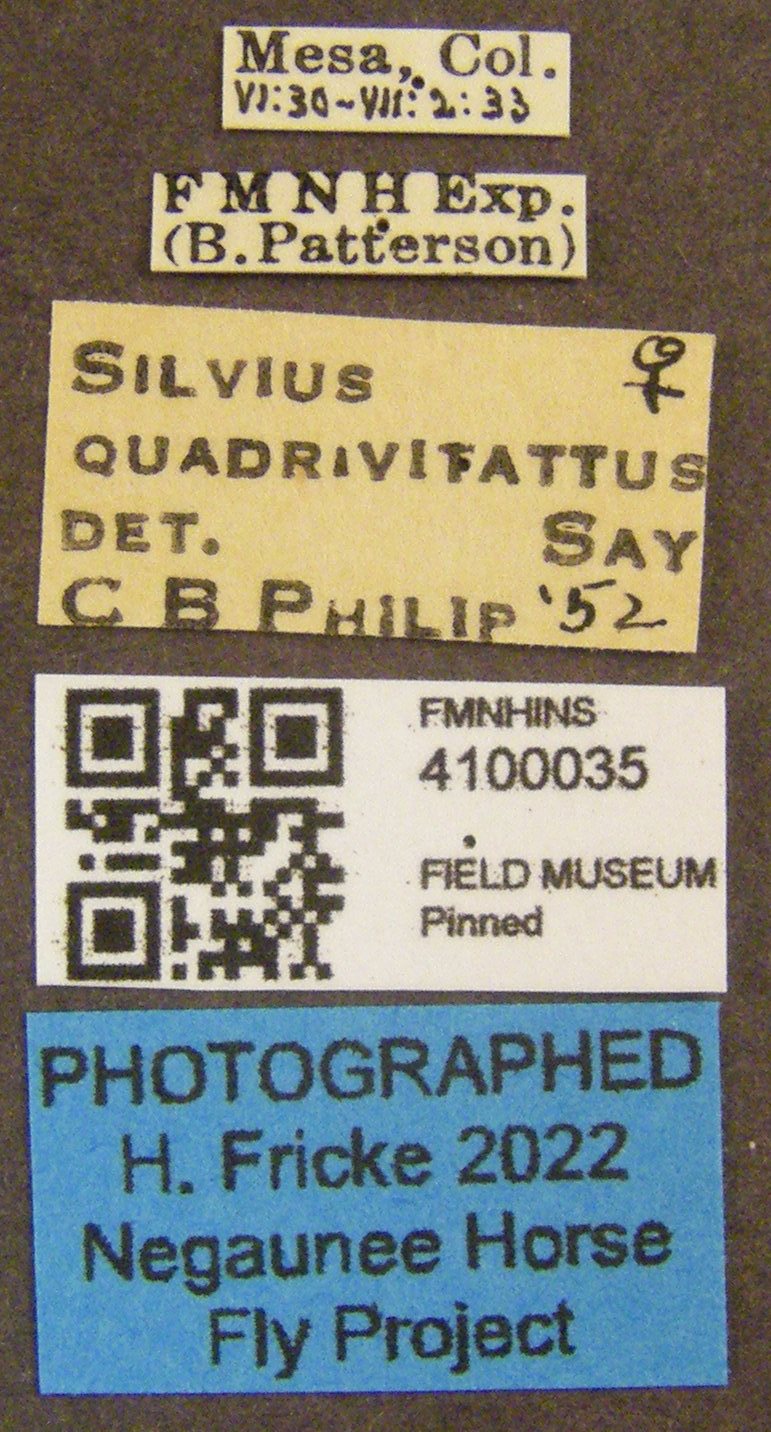 Mesa, Col.
VI:30-VII:2:33
F M N H Exp.
(B. Patterson)
SILVIUS ♀
QUADRIVITATTUS
DET. SAY
C B PHILIP '52
FMNHINS
4100035
FIELD MUSEUM
Pinned
PHOTOGRAPHED
H. Fricke 2022
Negaunee Horse
Fly Project